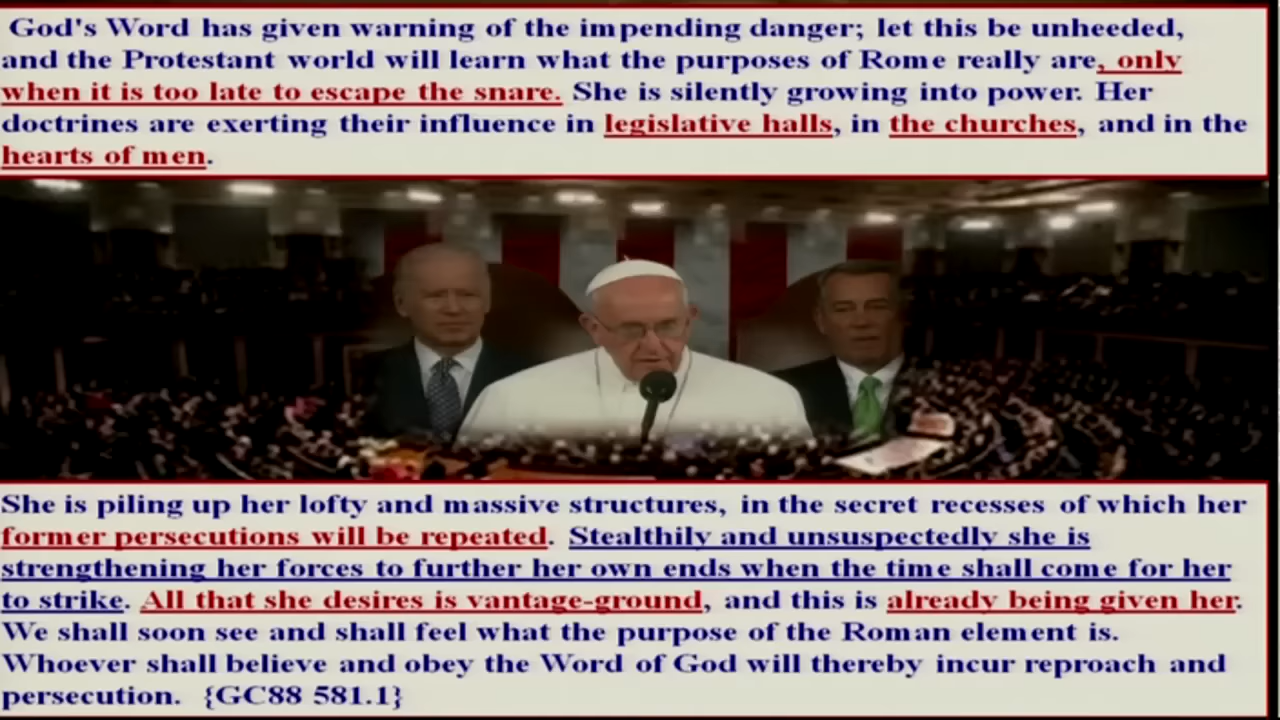 God's Word has given warning of the impending danger; let this be unheeded,
and the Protestant world will learn what the purposes of Rome really are, only
when it is too late to escape the snare. She is silently growing into power. Her
doctrines are exerting their influence in legislative halls, in the churches, and in the
hearts of men.
She is piling up her lofty and massive structures, in the secret recesses of which her
former persecutions will be repeated. Stealthily and unsuspectedly she is
strengthening her forces to further her own ends when the time shall come for her
to strike. All that she desires is vantage-ground, and this is already being given her.
We shall soon see and shall feel what the purpose of the Roman element is.
Whoever shall believe and obey the Word of God will thereby incur reproach and
persecution. {GC88 581.1}